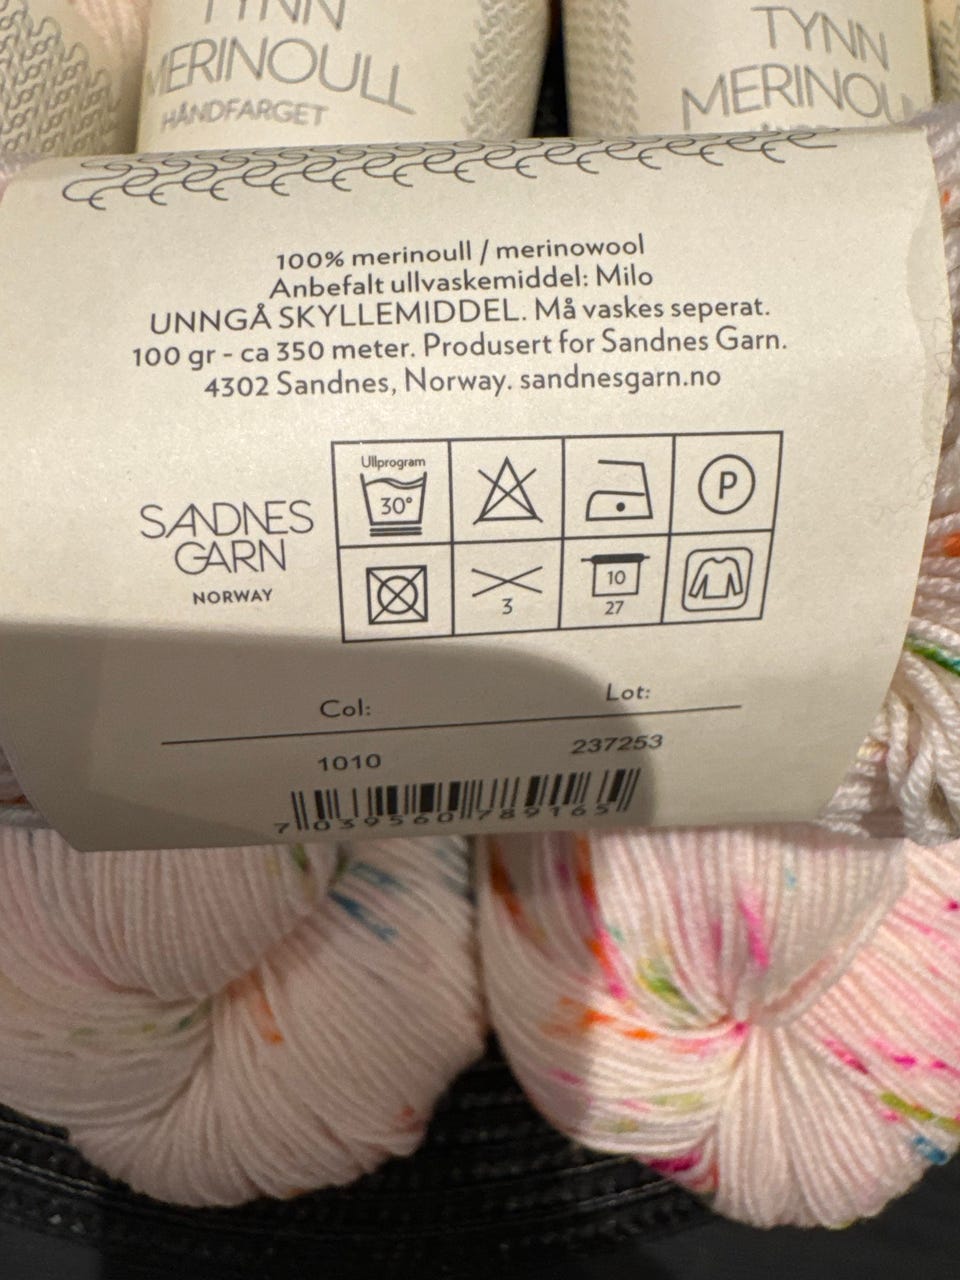 TYNN
MERINOULL
HÅNDFARGET
TYNN
100% merinoull / merinowool
Anbefalt ullvaskemiddel: Milo
UNNGÅ SKYLLEMIDDEL. Må vaskes seperat.
100 gr - ca 350 meter. Produsert for Sandnes Garn.
4302 Sandnes, Norway. sandnesgarn.no
Ullprogram
30°
P
SANDNES
GARN
NORWAY
3
10
27
Col:
Lot:
1010
237253
7 039560 789165